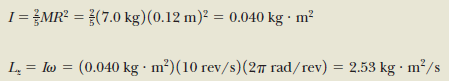 I = ⅖MR² = ⅖(7.0 kg)(0.12 m)² = 0.040 kg · m²
L𝓏 = Iω = (0.040 kg · m²)(10 rev/s)(2π rad/rev) = 2.53 kg · m²/s